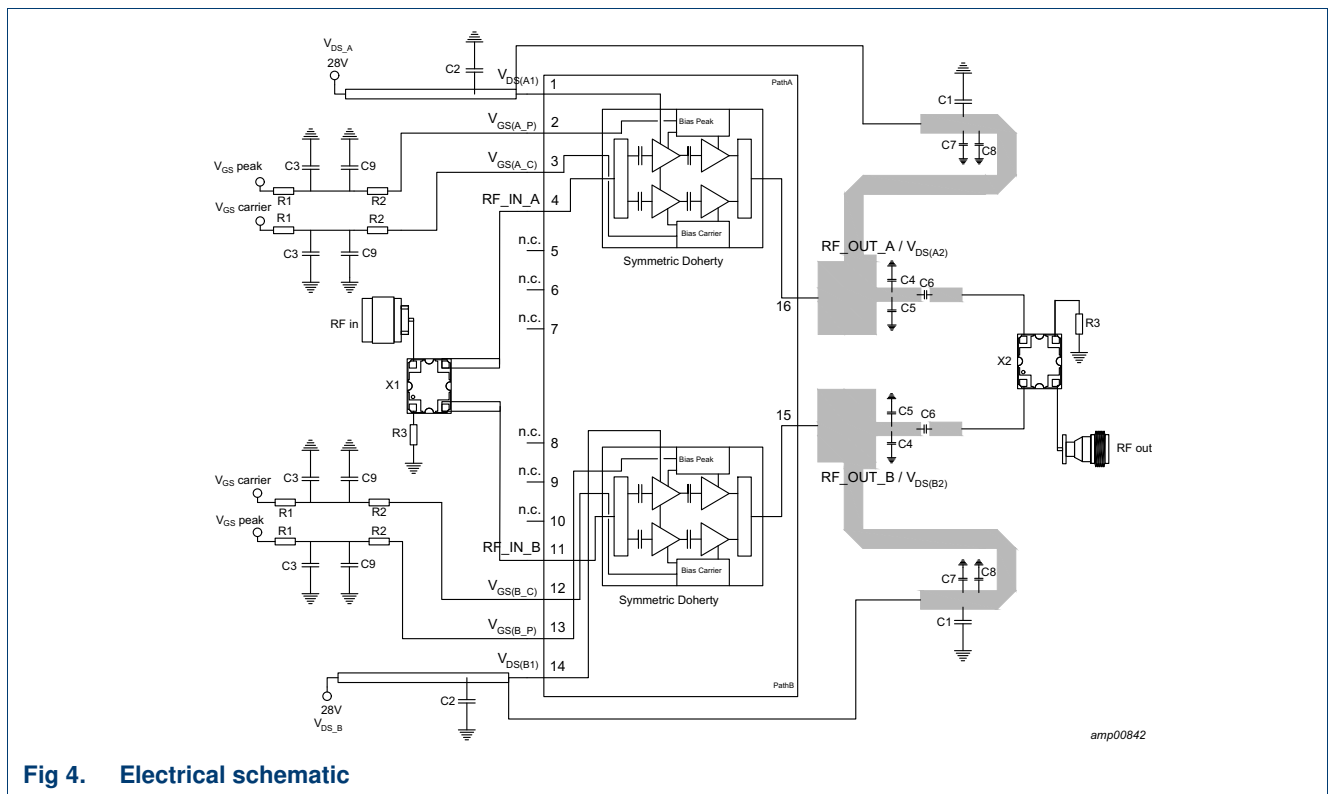 V_DS_A
28V
C2
V_DS(A1)
1
PathA
C1
C7
C8
V_GS(A_P)
2
Bias Peak
C3
C9
V_GS peak
R1
R2
V_GS(A_C)
3
V_GS carrier
R1
R2
RF_IN_A
4
Bias Carrier
C3
C9
n.c.
5
Symmetric Doherty
RF_OUT_A / V_DS(A2)
n.c.
6
C4
C6
C5
16
n.c.
7
RF in
R3
X1
X2
R3
15
C5
C6
C4
n.c.
8
RF out
Bias Peak
RF_OUT_B / V_DS(B2)
C3
C9
V_GS carrier
R1
R2
n.c.
9
V_GS peak
R1
R2
n.c.
10
RF_IN_B
11
Bias Carrier
C3
C9
C7
C8
V_GS(B_C)
12
Symmetric Doherty
C1
V_GS(B_P)
13
V_DS(B1)
14
PathB
28V
V_DS_B
C2
amp00842
Fig 4. Electrical schematic